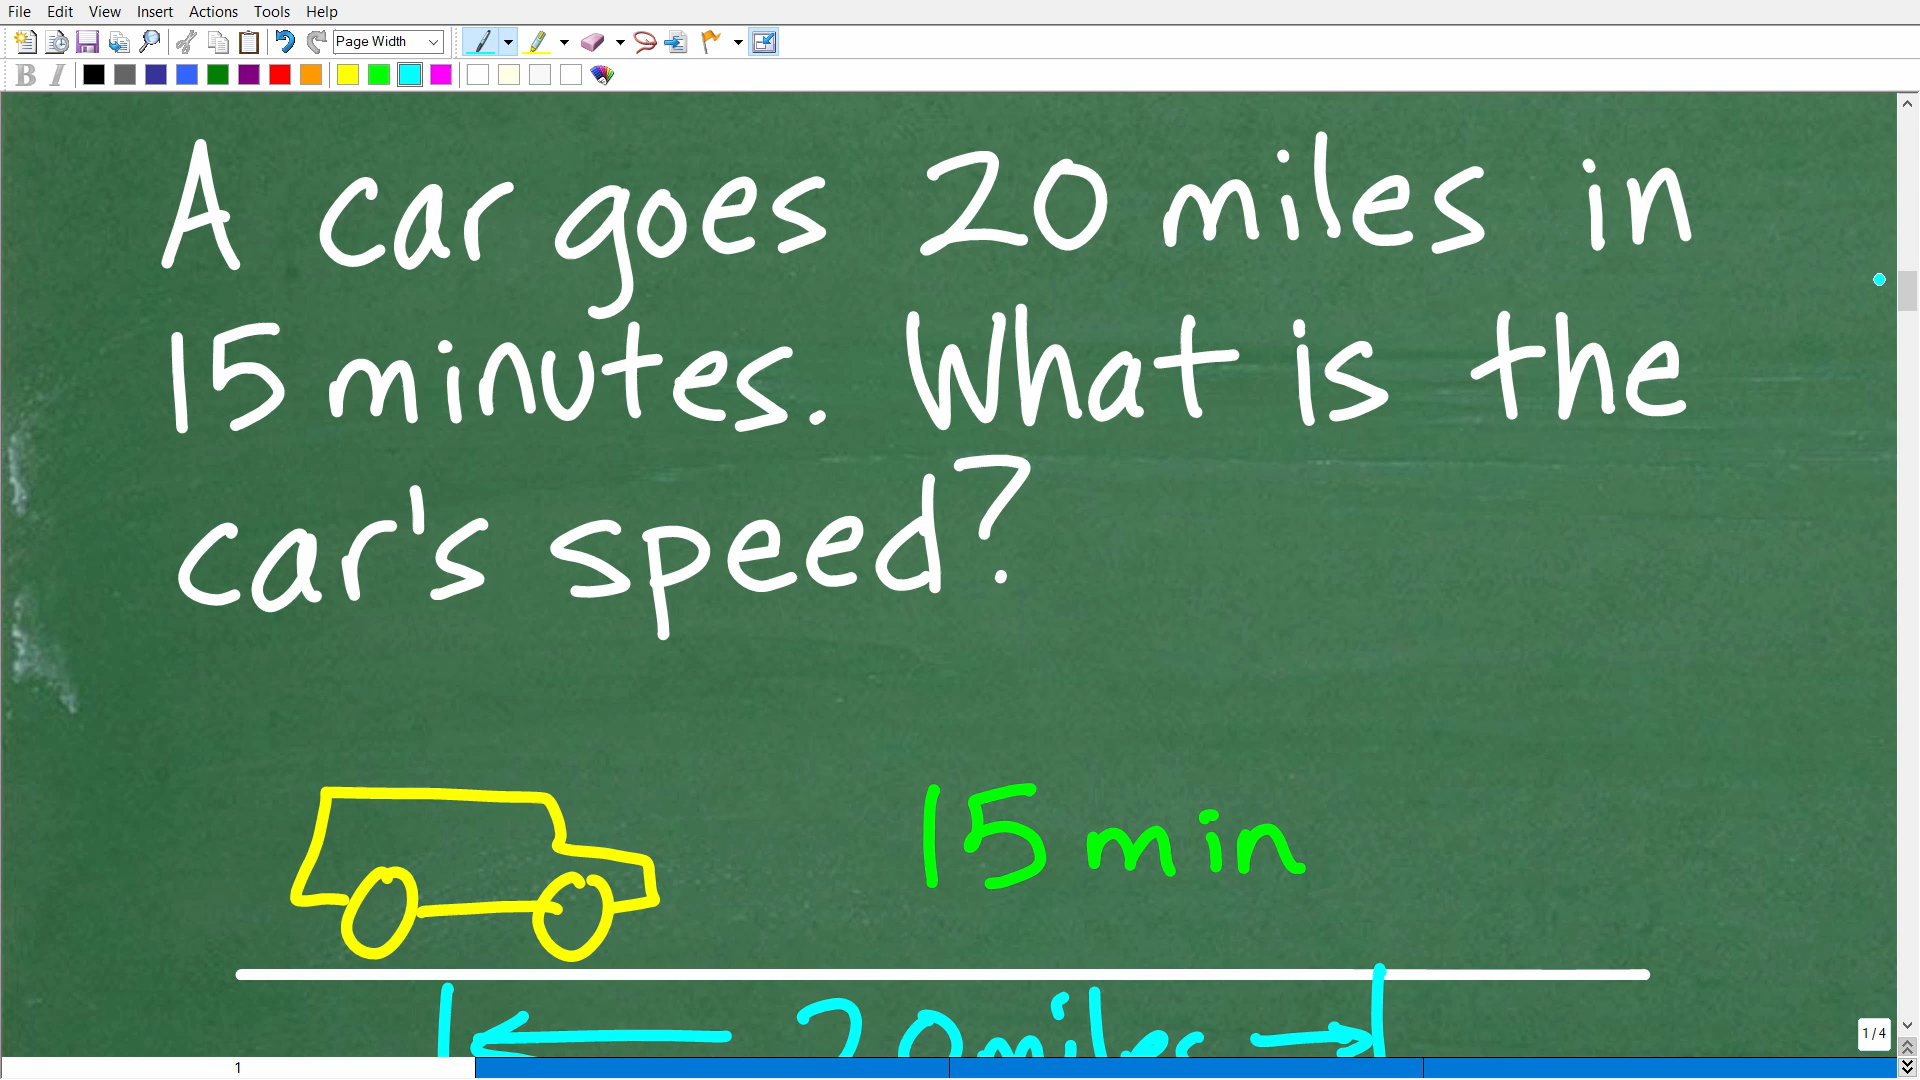 File Edit View Insert Actions Tools Help
Page Width
B I
A car goes 20 miles in
15 minutes. What is the
car's speed?
15 min
20 miles
1 / 4
1